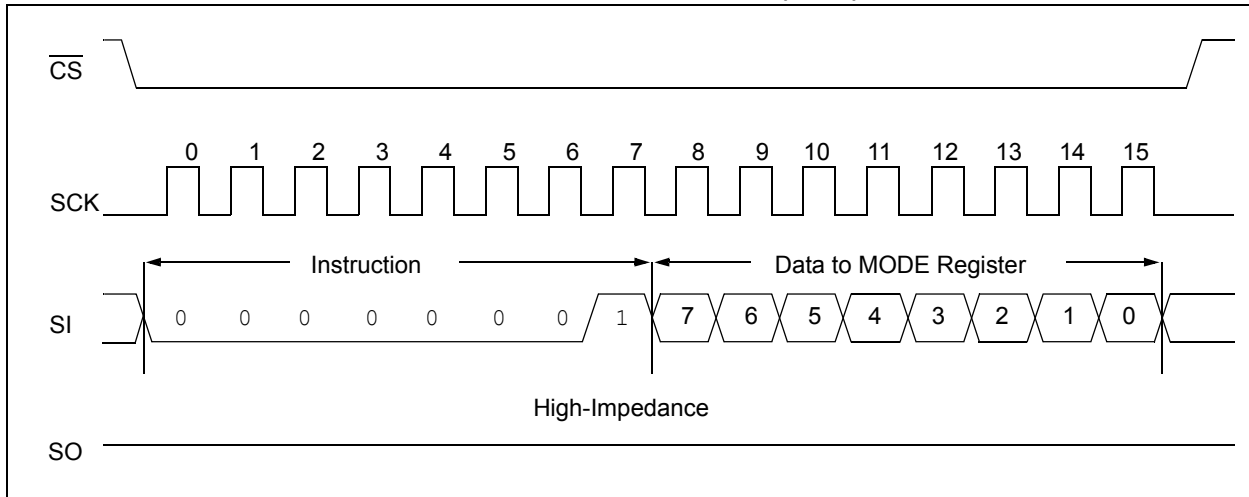 CS
0 1 2 3 4 5 6 7 8 9 10 11 12 13 14 15
SCK
Instruction Data to MODE Register
SI 0 0 0 0 0 0 0 1 7 6 5 4 3 2 1 0
High-Impedance
SO